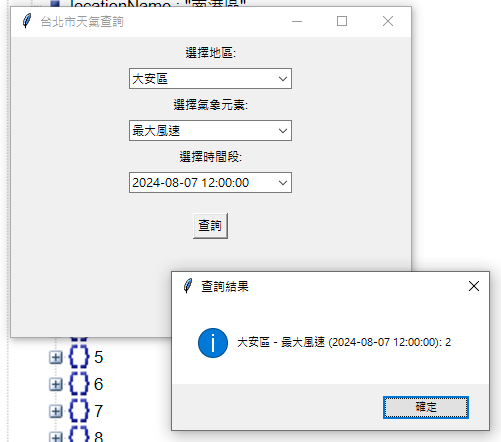 locationName : "南港區"
台北市天氣查詢
選擇地區:
大安區
選擇氣象元素:
最大風速
選擇時間段:
2024-08-07 12:00:00
查詢
查詢結果
大安區 - 最大風速 (2024-08-07 12:00:00): 2
確定
5
6
7
8